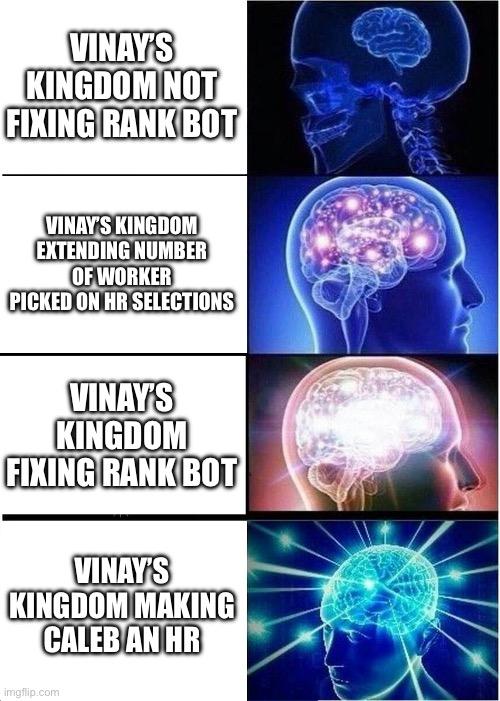 VINAY'S
KINGDOM NOT
FIXING RANK BOT
VINAY'S KINGDOM
EXTENDING NUMBER
OF WORKER
PICKED ON HR SELECTIONS
VINAY'S
KINGDOM
FIXING RANK BOT
VINAY'S
KINGDOM MAKING
CALEB AN HR
imgflip.com